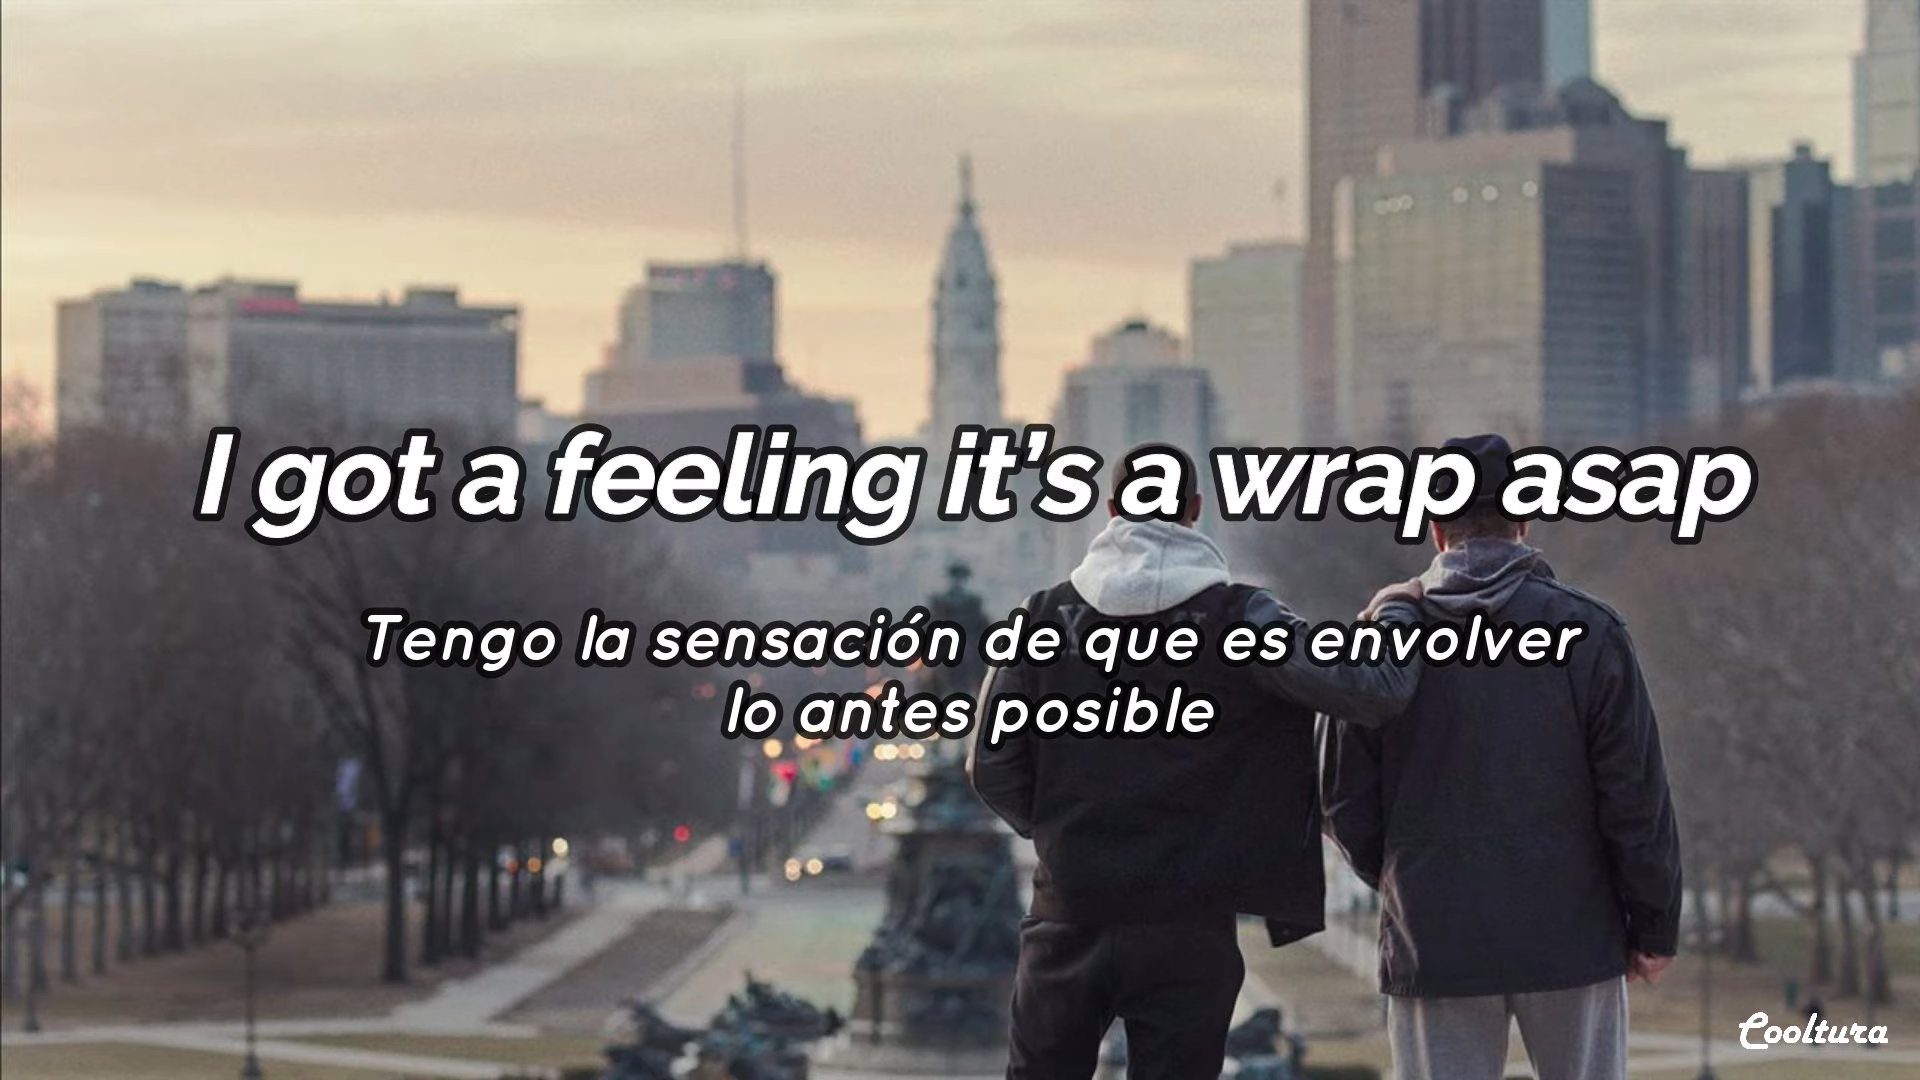 I got a feeling it’s a wrap asap
Tengo la sensación de que es envolver
lo antes posible
Cooltura